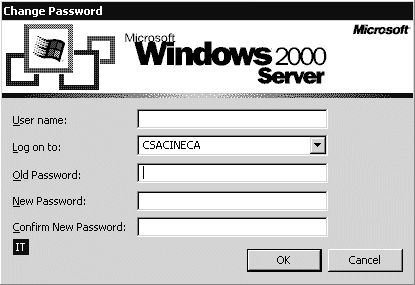 Change Password
Microsoft
Microsoft
Windows 2000
Server
User name:
Log on to: CSACINECA
Old Password:
New Password:
Confirm New Password:
IT
OK Cancel